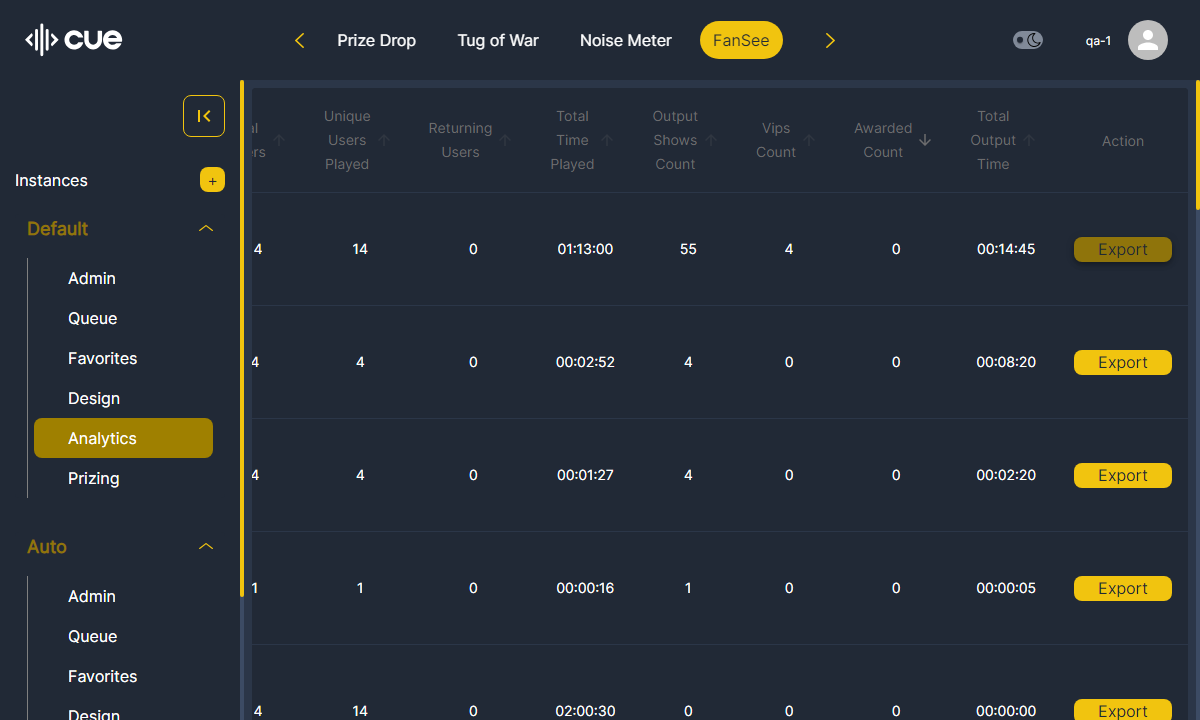 cue
Prize Drop
Tug of War
Noise Meter
FanSee
qa-1
Instances
+
Default
Admin
Queue
Favorites
Design
Analytics
Prizing
Auto
Admin
Queue
Favorites
Design
Unique
Users
Played
Returning
Users
Total
Time
Played
Output
Shows
Count
Vips
Count
Awarded
Count
Total
Output
Time
Action
4 14 0 01:13:00 55 4 0 00:14:45 Export
4 4 0 00:02:52 4 0 0 00:08:20 Export
4 4 0 00:01:27 4 0 0 00:02:20 Export
1 1 0 00:00:16 1 0 0 00:00:05 Export
4 14 0 02:00:30 0 0 0 00:00:00 Export